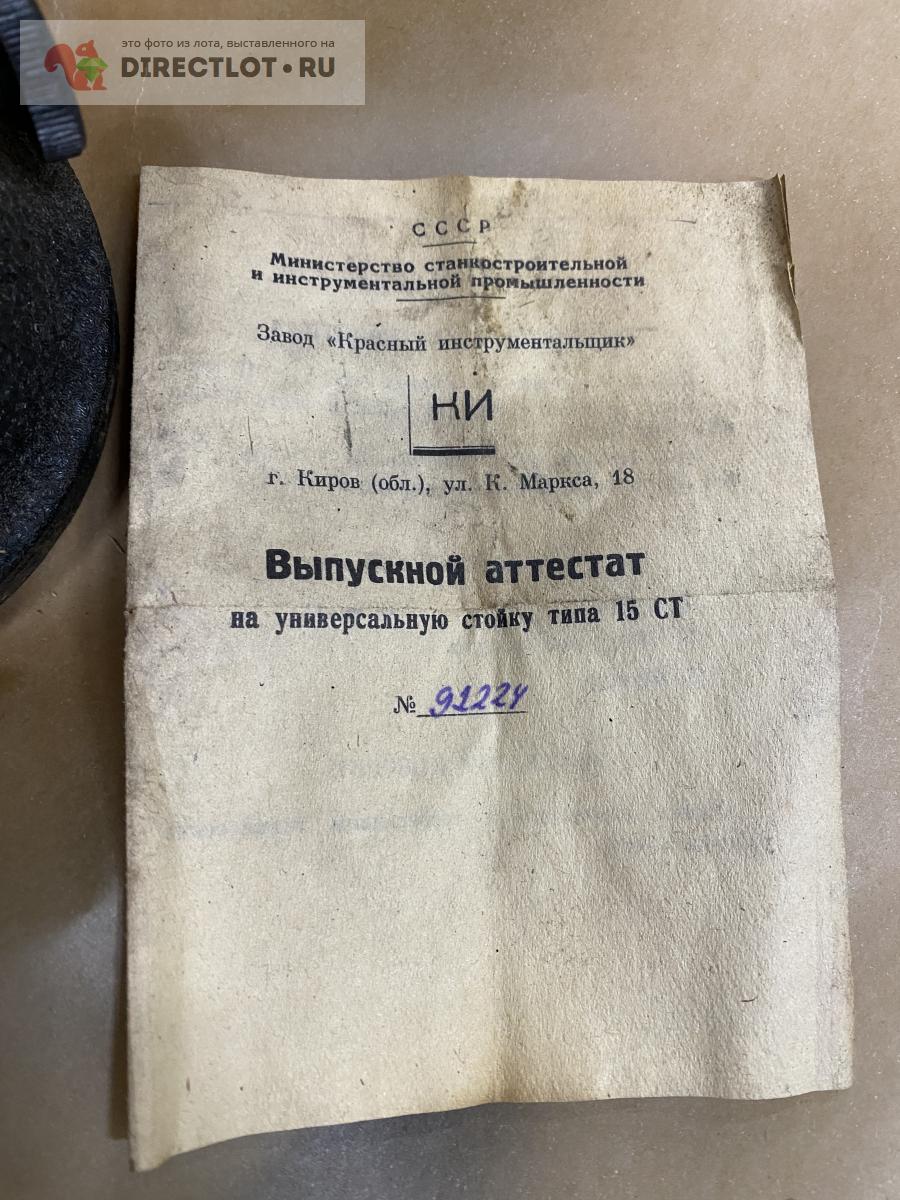 это фото из лота, выставленного на
DIRECTLOT.RU
СССР
Министерство станкостроительной
и инструментальной промышленности
Завод «Красный инструментальщик»
КИ
г. Киров (обл.), ул. К. Маркса, 18
Выпускной аттестат
на универсальную стойку типа 15 СТ
№ 92224